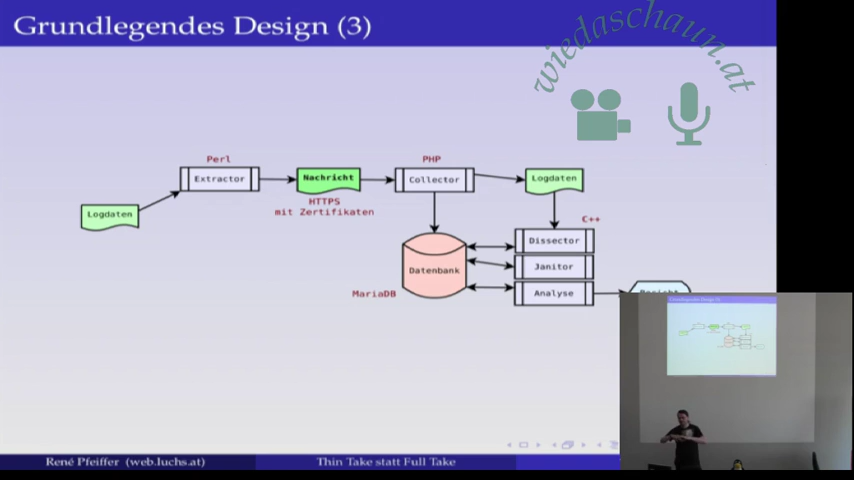 Grundlegendes Design (3)
wiedaschaun.at
Perl
PHP
Extractor
Nachricht
Collector
Logdaten
HTTPS
mit Zertifikaten
Logdaten
C++
Dissector
Datenbank
Janitor
MariaDB
Analyse
René Pfeiffer (web.luchs.at)
Thin Take statt Full Take